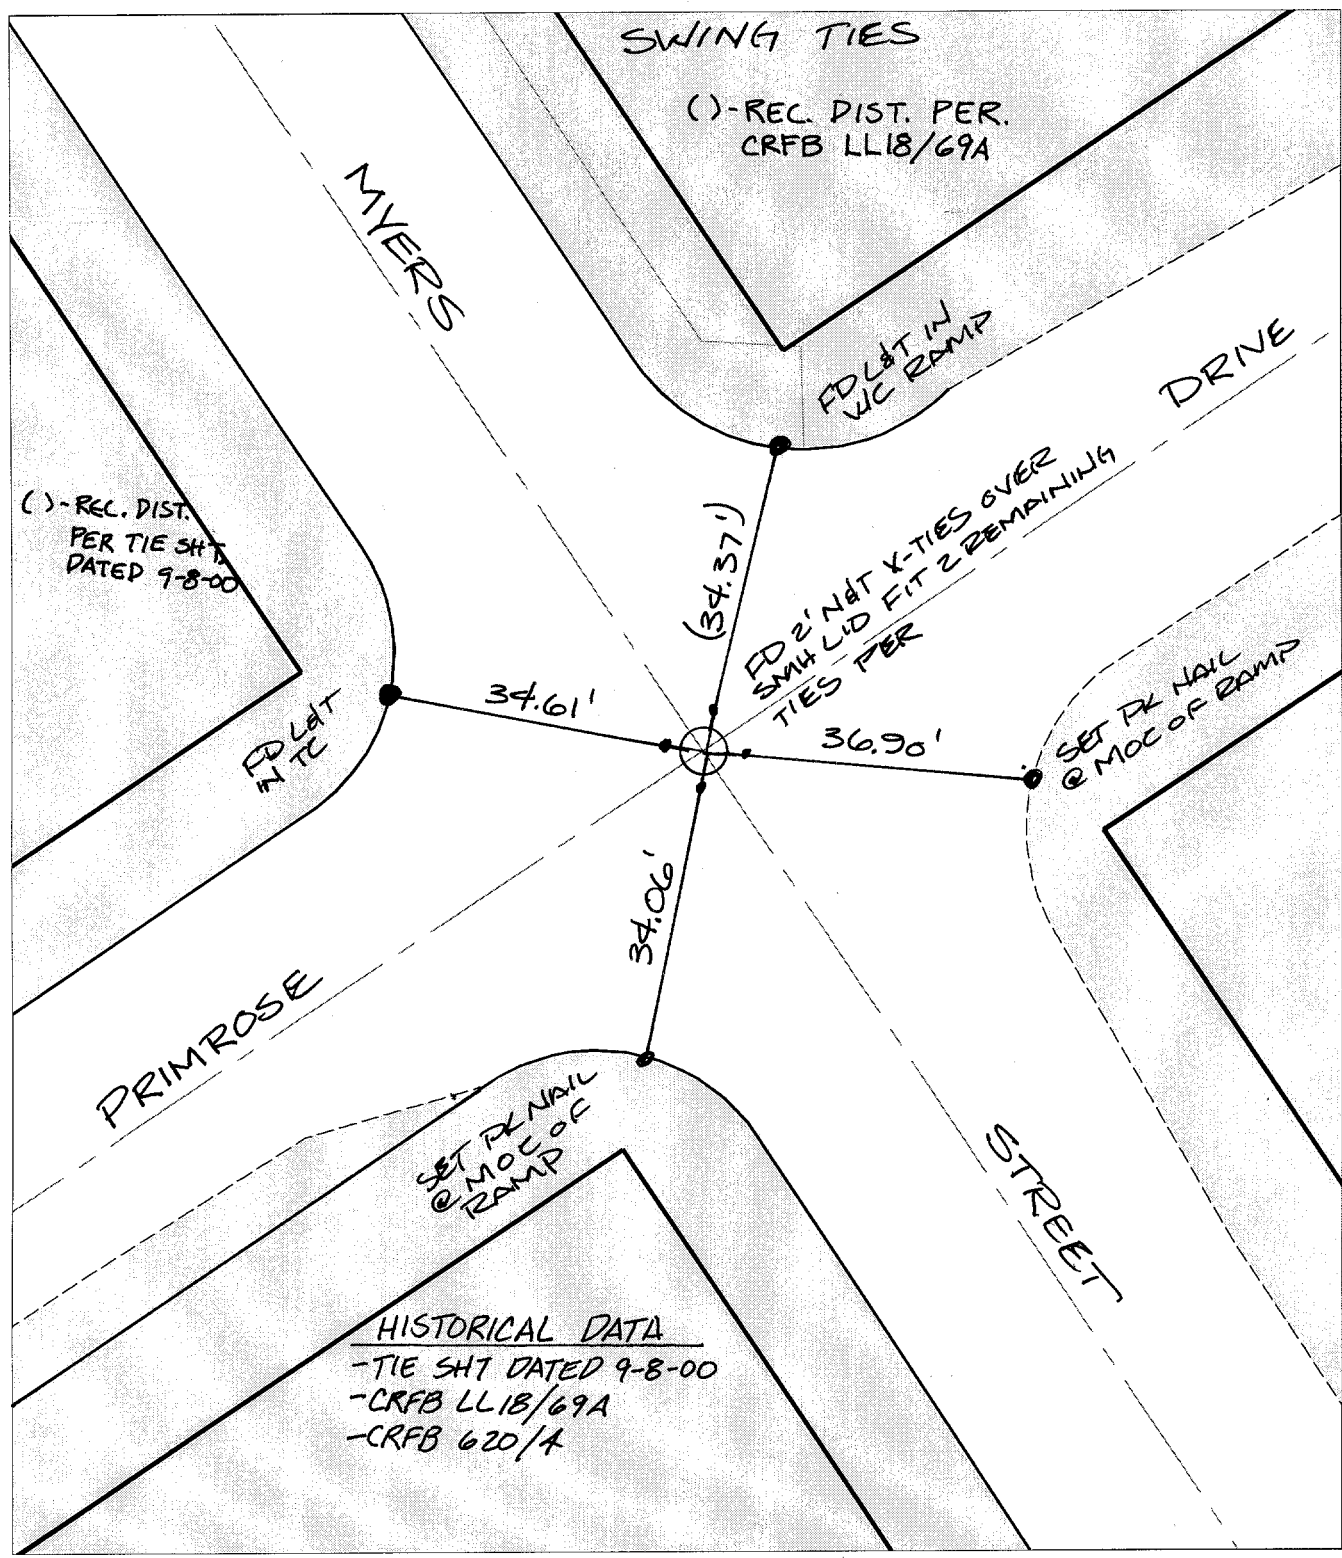 SWING TIES
( )-REC. DIST. PER.
CRFB LL18/69A
MYERS
FD L&T IN
W/C RAMP
DRIVE
( )-REC. DIST.
PER TIE SHT,
DATED 9-8-00
(34.37')
FD 2' N&T X-TIES OVER
SMH LID FIT 2 REMAINING
TIES PER
34.61'
FD L&T
IN TC
36.90'
SET PK NAIL
@ MOC OF RAMP
34.06'
PRIMROSE
SET PK NAIL
@ MOC OF
RAMP
STREET
HISTORICAL DATA
-TIE SHT DATED 9-8-00
-CRFB LL18/69A
-CRFB 620/4